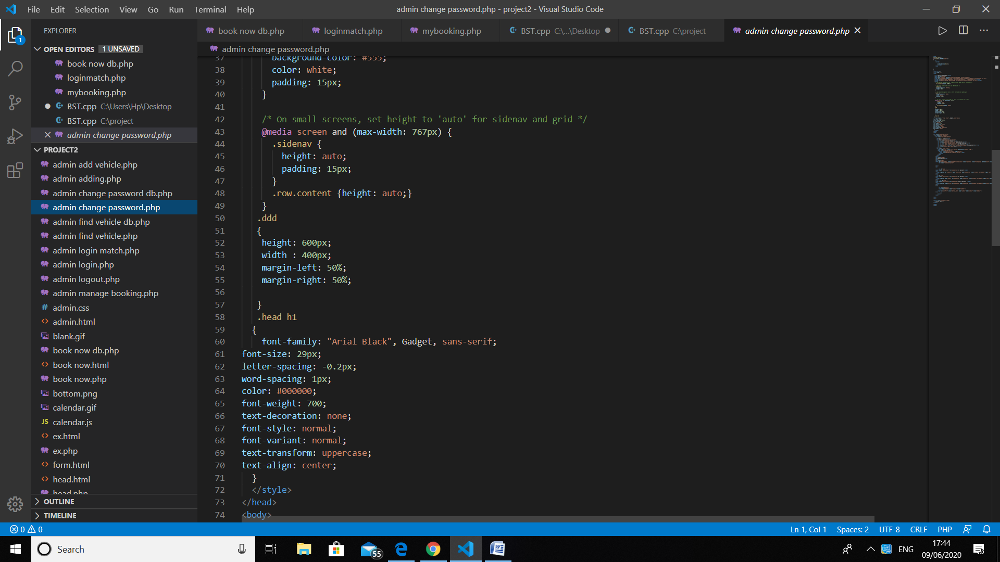 File Edit Selection View Go Run Terminal Help
admin change password.php - project2 - Visual Studio Code
EXPLORER
OPEN EDITORS 1 UNSAVED
book now db.php
loginmatch.php
mybooking.php
BST.cpp C:\Users\Hp\Desktop
BST.cpp C:\project
admin change password.php
PROJECT2
admin add vehicle.php
admin adding.php
admin change password db.php
admin change password.php
admin find vehicle db.php
admin find vehicle.php
admin login match.php
admin login.php
admin logout.php
admin manage booking.php
# admin.css
<> admin.html
blank.gif
book now db.php
<> book now.html
book now.php
bottom.png
calendar.gif
JS calendar.js
<> ex.html
ex.php
<> form.html
<> head.html
head.php
OUTLINE
TIMELINE
1
book now db.php loginmatch.php mybooking.php BST.cpp C:\...\Desktop BST.cpp C:\project admin change password.php
admin change password.php
37 background-color: #555;
38 color: white;
39 padding: 15px;
40 }
41
42 /* On small screens, set height to 'auto' for sidenav and grid */
43 @media screen and (max-width: 767px) {
44 .sidenav {
45 height: auto;
46 padding: 15px;
47 }
48 .row.content {height: auto;}
49 }
50 .ddd
51 {
52 height: 600px;
53 width : 400px;
54 margin-left: 50%;
55 margin-right: 50%;
56
57 }
58 .head h1
59 {
60 font-family: "Arial Black", Gadget, sans-serif;
61 font-size: 29px;
62 letter-spacing: -0.2px;
63 word-spacing: 1px;
64 color: #000000;
65 font-weight: 700;
66 text-decoration: none;
67 font-style: normal;
68 font-variant: normal;
69 text-transform: uppercase;
70 text-align: center;
71 }
72 </style>
73 </head>
74 <body>
0 0
Ln 1, Col 1 Spaces: 2 UTF-8 CRLF PHP
Search
55
ENG
17:44
09/06/2020